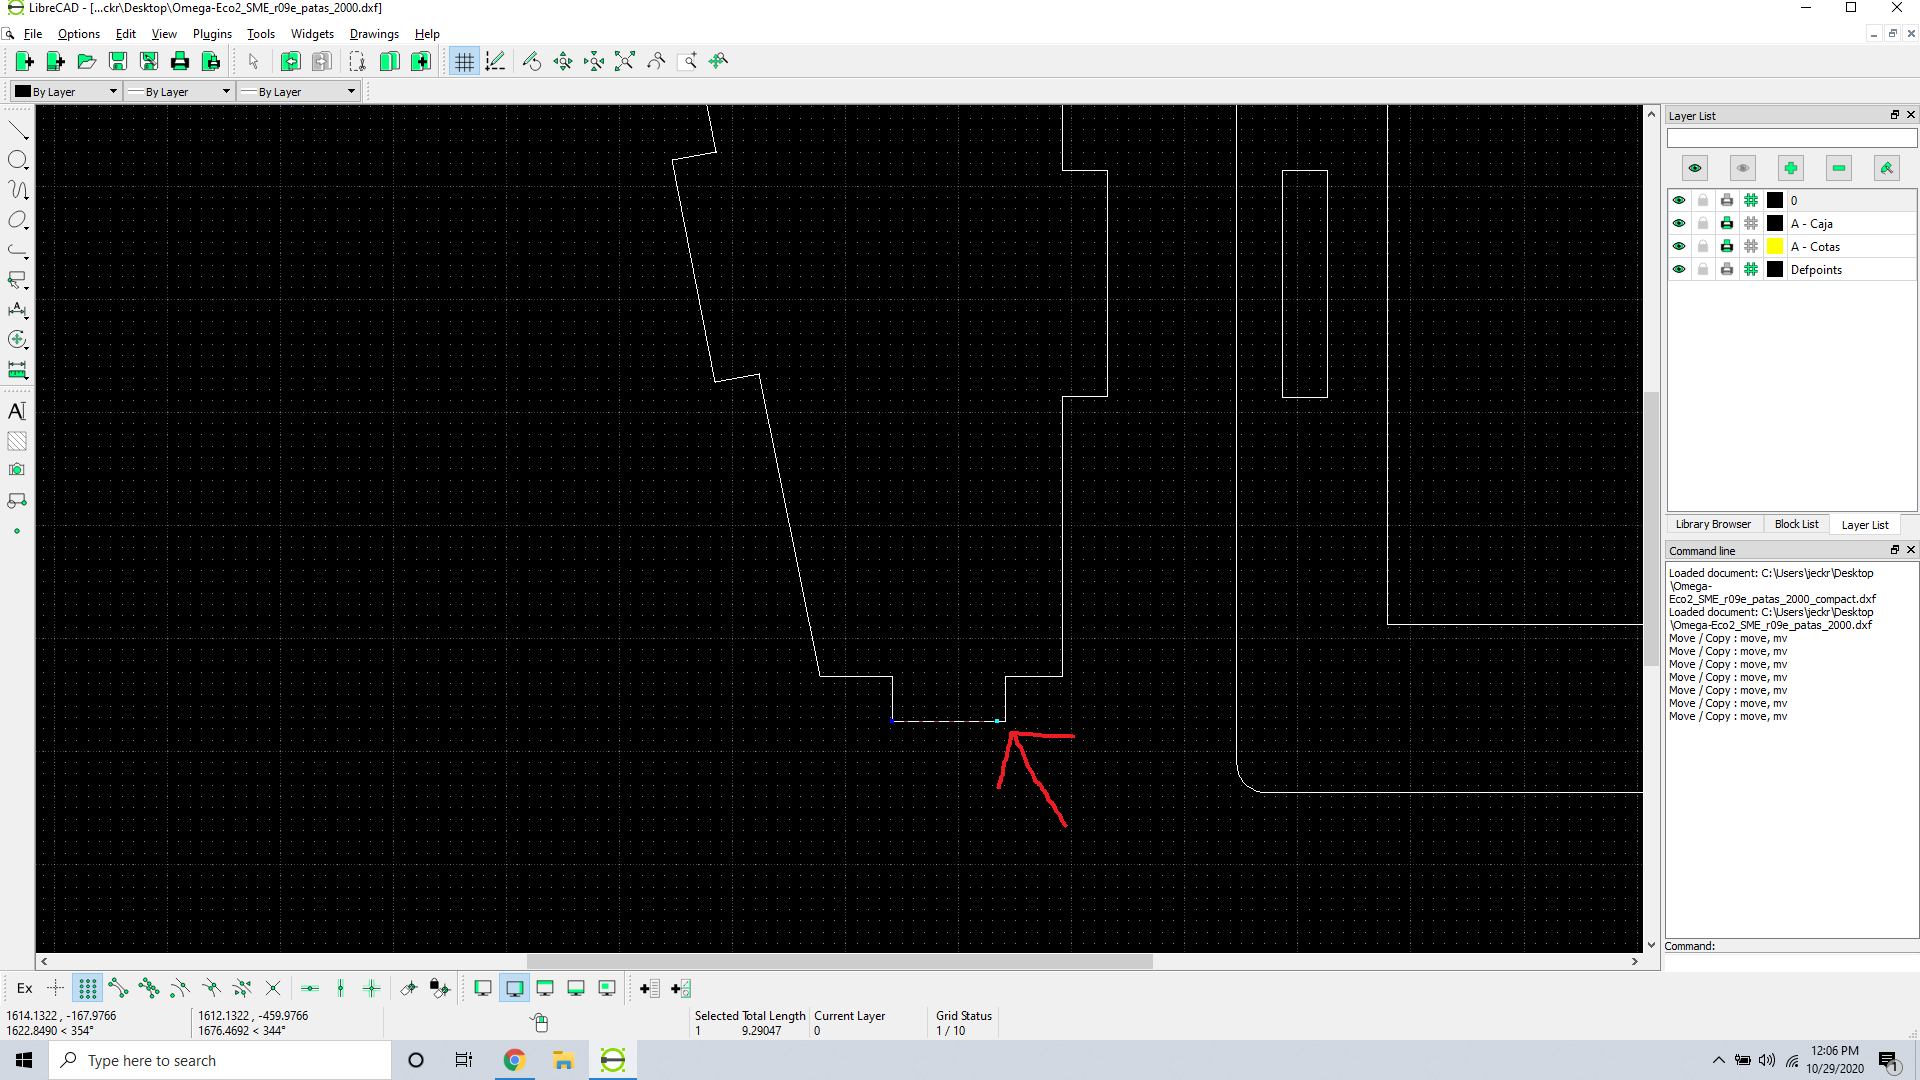 LibreCAD - [...ckr\Desktop\Omega-Eco2_SME_r09e_patas_2000.dxf]
File Options Edit View Plugins Tools Widgets Drawings Help
By Layer By Layer By Layer
Layer List
0
A - Caja
A - Cotas
Defpoints
Library Browser Block List Layer List
Command line
Loaded document: C:\Users\jeckr\Desktop
\Omega-
Eco2_SME_r09e_patas_2000_compact.dxf
Loaded document: C:\Users\jeckr\Desktop
\Omega-Eco2_SME_r09e_patas_2000.dxf
Move / Copy : move, mv
Move / Copy : move, mv
Move / Copy : move, mv
Move / Copy : move, mv
Move / Copy : move, mv
Move / Copy : move, mv
Move / Copy : move, mv
Command:
A
A
Ex
1614.1322 , -167.9766
1622.8490 < 354°
1612.1322 , -459.9766
1676.4692 < 344°
Selected Total Length
1 9.29047
Current Layer
0
Grid Status
1 / 10
Type here to search
12:06 PM
10/29/2020
1